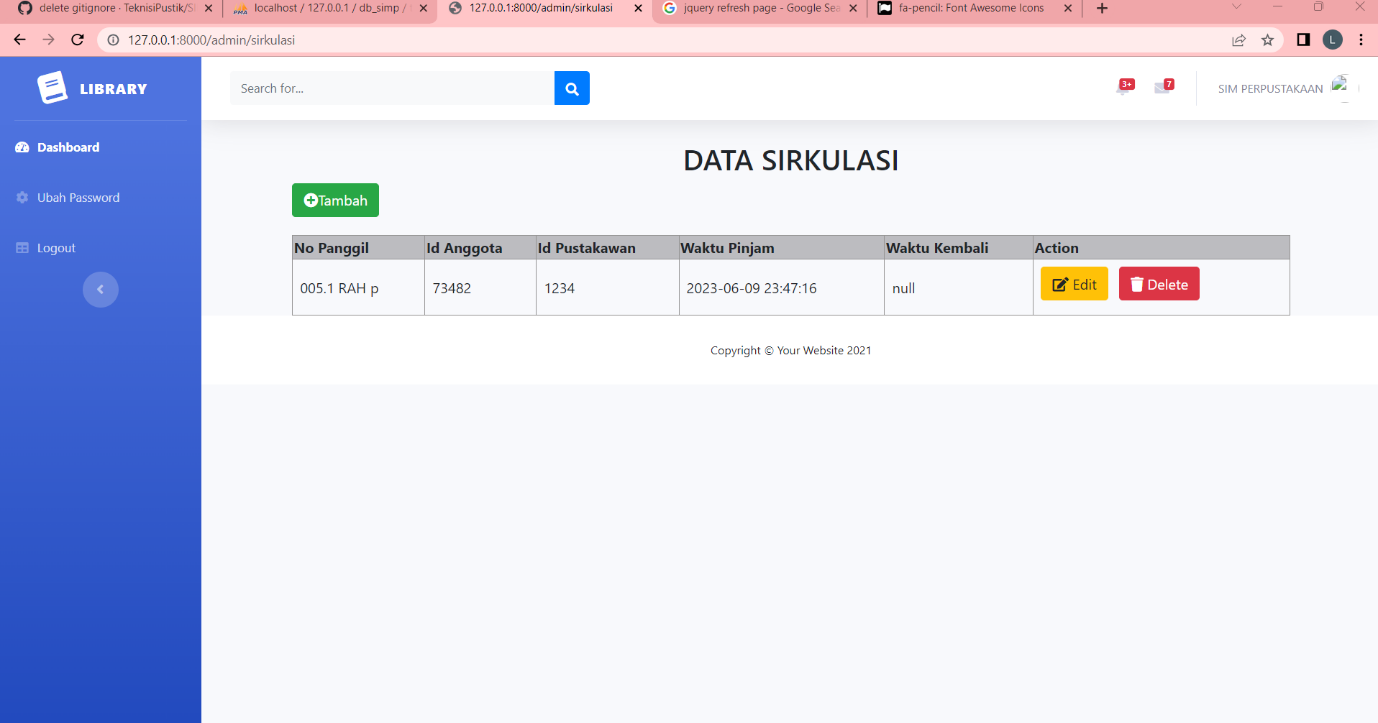 delete gitignore · TeknisiPustik/SI
localhost / 127.0.0.1 / db_simp /
127.0.0.1:8000/admin/sirkulasi
jquery refresh page - Google Sea
fa-pencil: Font Awesome Icons
127.0.0.1:8000/admin/sirkulasi
L
LIBRARY
Search for...
3+
7
SIM PERPUSTAKAAN
Dashboard
Ubah Password
Logout
DATA SIRKULASI
Tambah
No Panggil Id Anggota Id Pustakawan Waktu Pinjam Waktu Kembali Action
005.1 RAH p 73482 1234 2023-06-09 23:47:16 null Edit Delete
Copyright © Your Website 2021